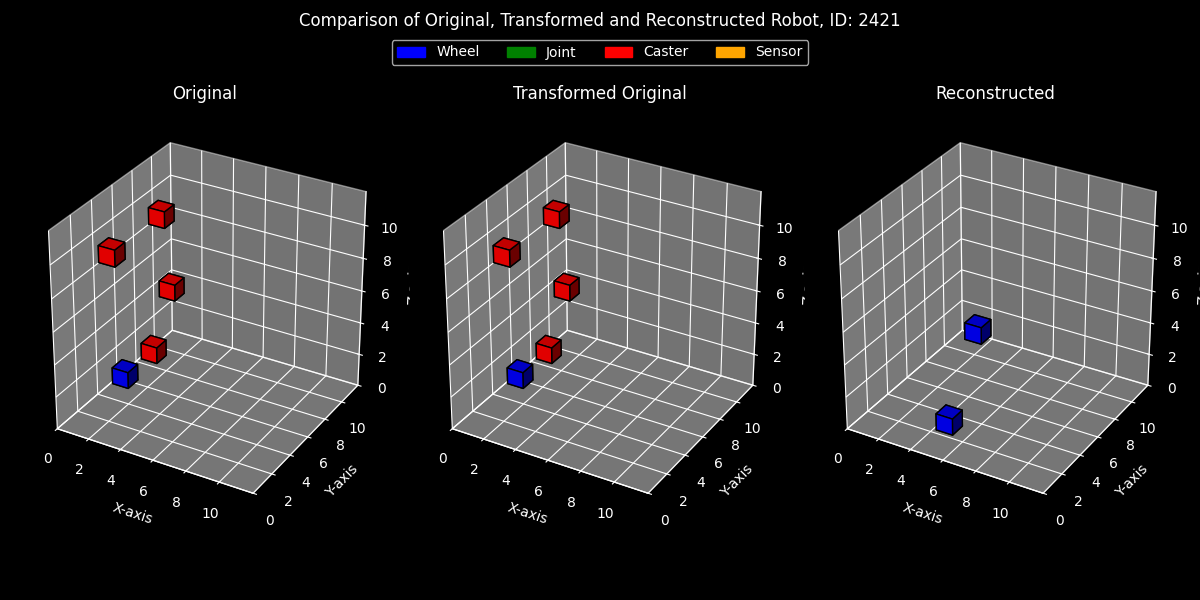 Comparison of Original, Transformed and Reconstructed Robot, ID: 2421
Wheel Joint Caster Sensor
Original
0 2 4 6 8 10
X-axis
0 2 4 6 8 10
Y-axis
0 2 4 6 8 10
Transformed Original
0 2 4 6 8 10
X-axis
0 2 4 6 8 10
Y-axis
0 2 4 6 8 10
Reconstructed
0 2 4 6 8 10
X-axis
0 2 4 6 8 10
Y-axis
0 2 4 6 8 10